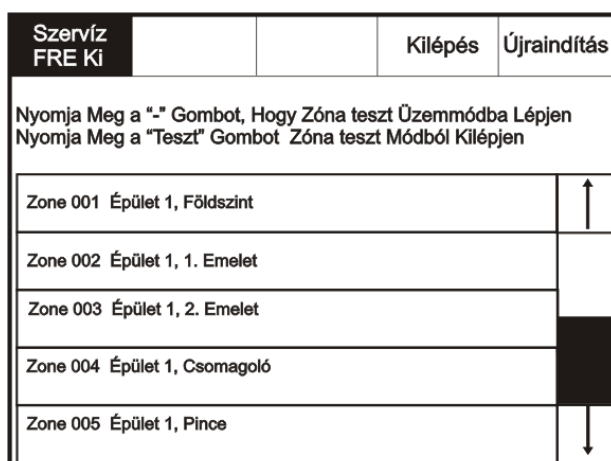 Szervíz
FRE Ki
Kilépés
Újraindítás
Nyomja Meg a “-” Gombot, Hogy Zóna teszt Üzemmódba Lépjen
Nyomja Meg a “Teszt” Gombot Zóna teszt Módból Kilépjen
Zone 001 Épület 1, Földszint
Zone 002 Épület 1, 1. Emelet
Zone 003 Épület 1, 2. Emelet
Zone 004 Épület 1, Csomagoló
Zone 005 Épület 1, Pince